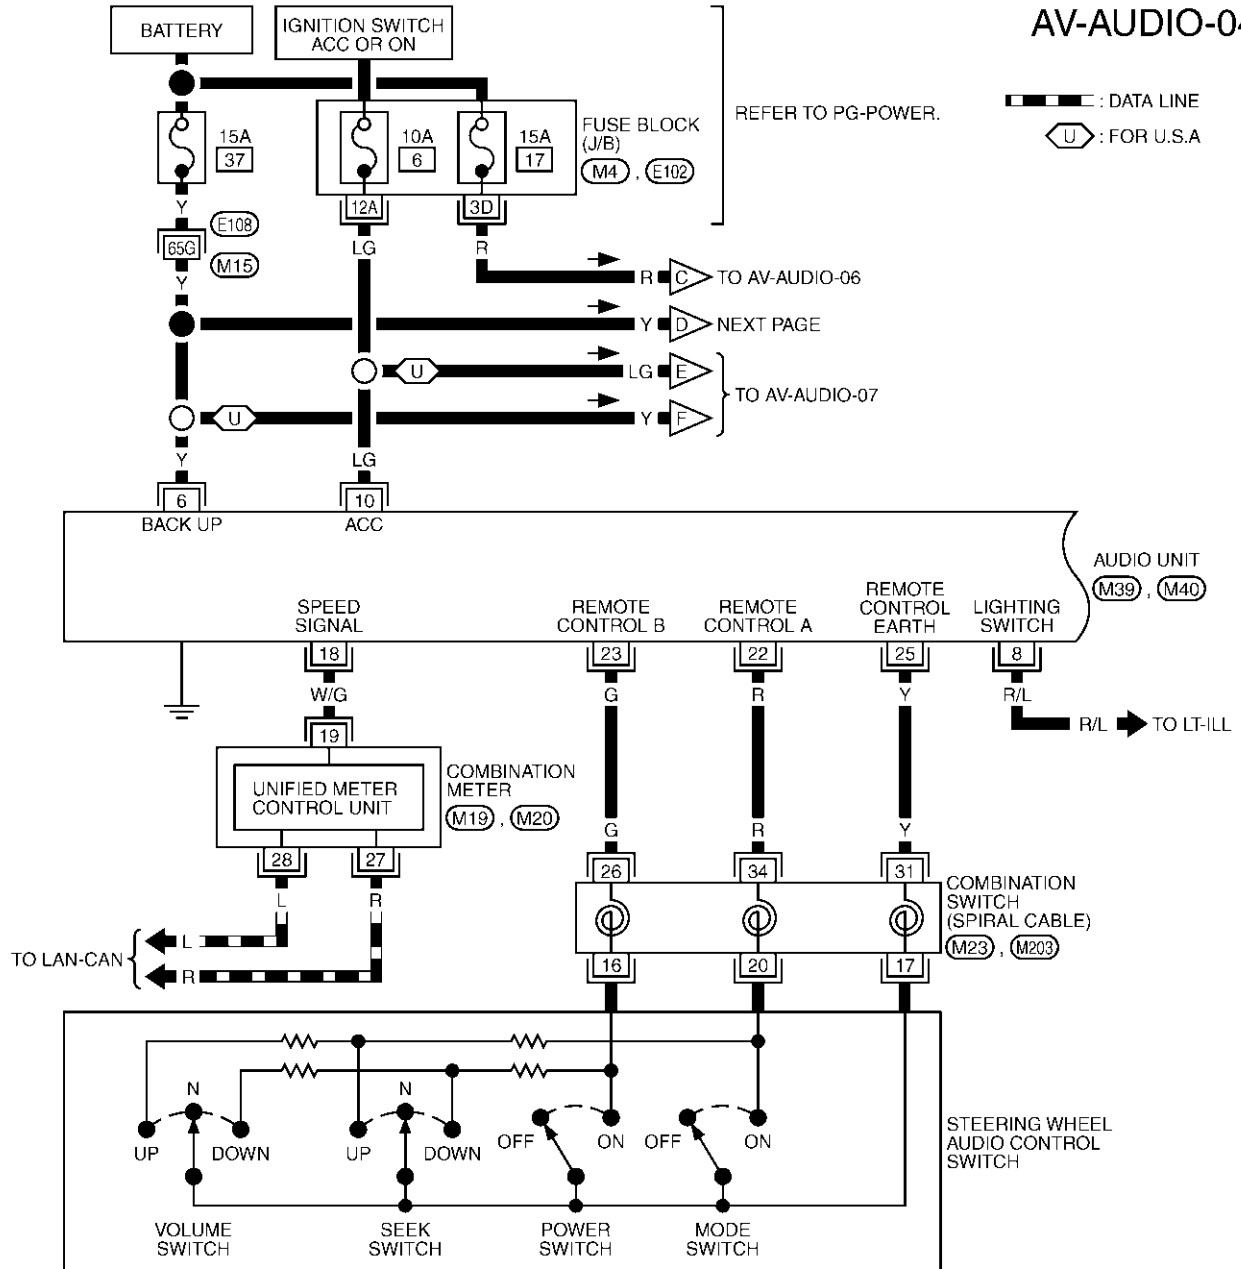 AV-AUDIO-04
BATTERY
IGNITION SWITCH
ACC OR ON
: DATA LINE
U : FOR U.S.A
REFER TO PG-POWER.
15A
37
10A
6
15A
17
FUSE BLOCK
(J/B)
M4 , E102
12A
3D
Y
E108
65G
M15
Y
LG
R
R C TO AV-AUDIO-06
Y D NEXT PAGE
U LG E
TO AV-AUDIO-07
U Y F
Y
LG
6
10
BACK UP
ACC
AUDIO UNIT
M39 , M40
SPEED
SIGNAL
REMOTE
CONTROL B
REMOTE
CONTROL A
REMOTE
CONTROL
EARTH
LIGHTING
SWITCH
18
23
22
25
8
W/G
G
R
Y
R/L
R/L TO LT-ILL
19
UNIFIED METER
CONTROL UNIT
COMBINATION
METER
M19 , M20
28
27
L
R
G
R
Y
26
34
31
COMBINATION
SWITCH
(SPIRAL CABLE)
M23 , M203
TO LAN-CAN
L
R
16
20
17
N
UP
DOWN
N
UP
DOWN
OFF
ON
OFF
ON
STEERING WHEEL
AUDIO CONTROL
SWITCH
VOLUME
SWITCH
SEEK
SWITCH
POWER
SWITCH
MODE
SWITCH